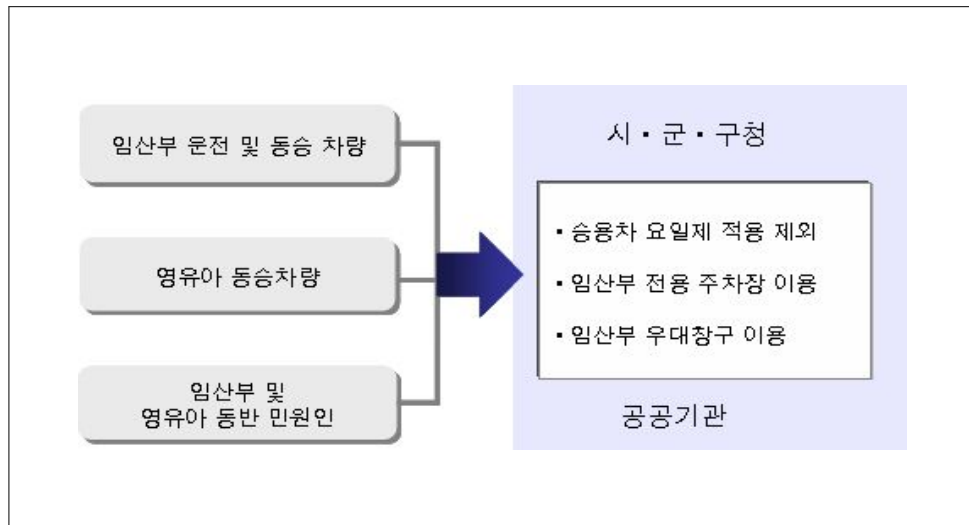 임산부 운전 및 동승 차량
영유아 동승차량
임산부 및
영유아 동반 민원인
시・군・구청
▪ 승용차 요일제 적용 제외
▪ 임산부 전용 주차장 이용
▪ 임산부 우대창구 이용
공공기관